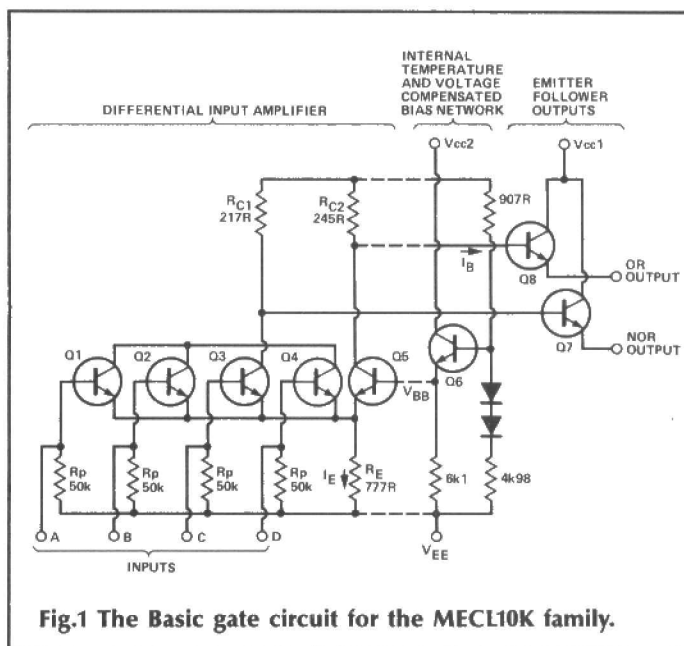 INTERNAL
TEMPERATURE
AND VOLTAGE
COMPENSATED
BIAS NETWORK
EMITTER
FOLLOWER
OUTPUTS
DIFFERENTIAL INPUT AMPLIFIER
Vcc2
Vcc1
RC1
217R
RC2
245R
907R
IB
Q8
OR
OUTPUT
Q7
NOR
OUTPUT
Q1
Q2
Q3
Q4
Q5
VBB
Q6
Rp
50k
Rp
50k
Rp
50k
Rp
50k
IE
RE
777R
6k1
4k98
A
B
C
D
VEE
INPUTS
Fig.1 The Basic gate circuit for the MECL10K family.